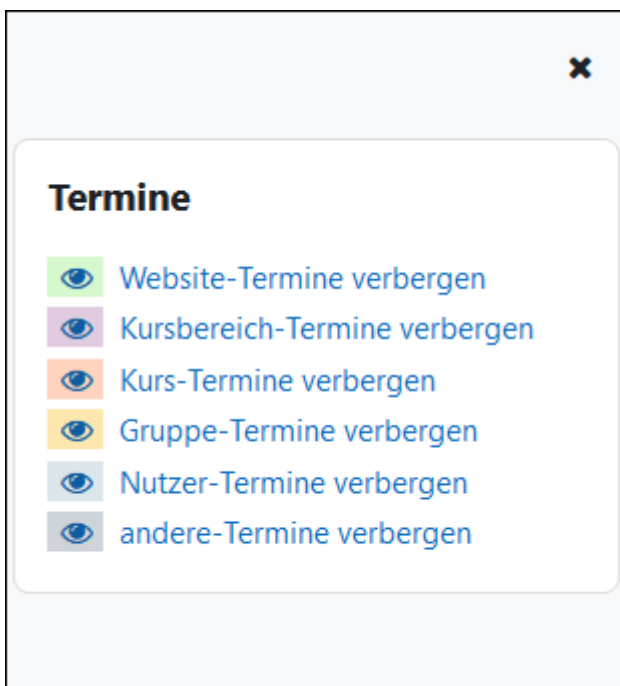 Termine
Website-Termine verbergen
Kursbereich-Termine verbergen
Kurs-Termine verbergen
Gruppe-Termine verbergen
Nutzer-Termine verbergen
andere-Termine verbergen